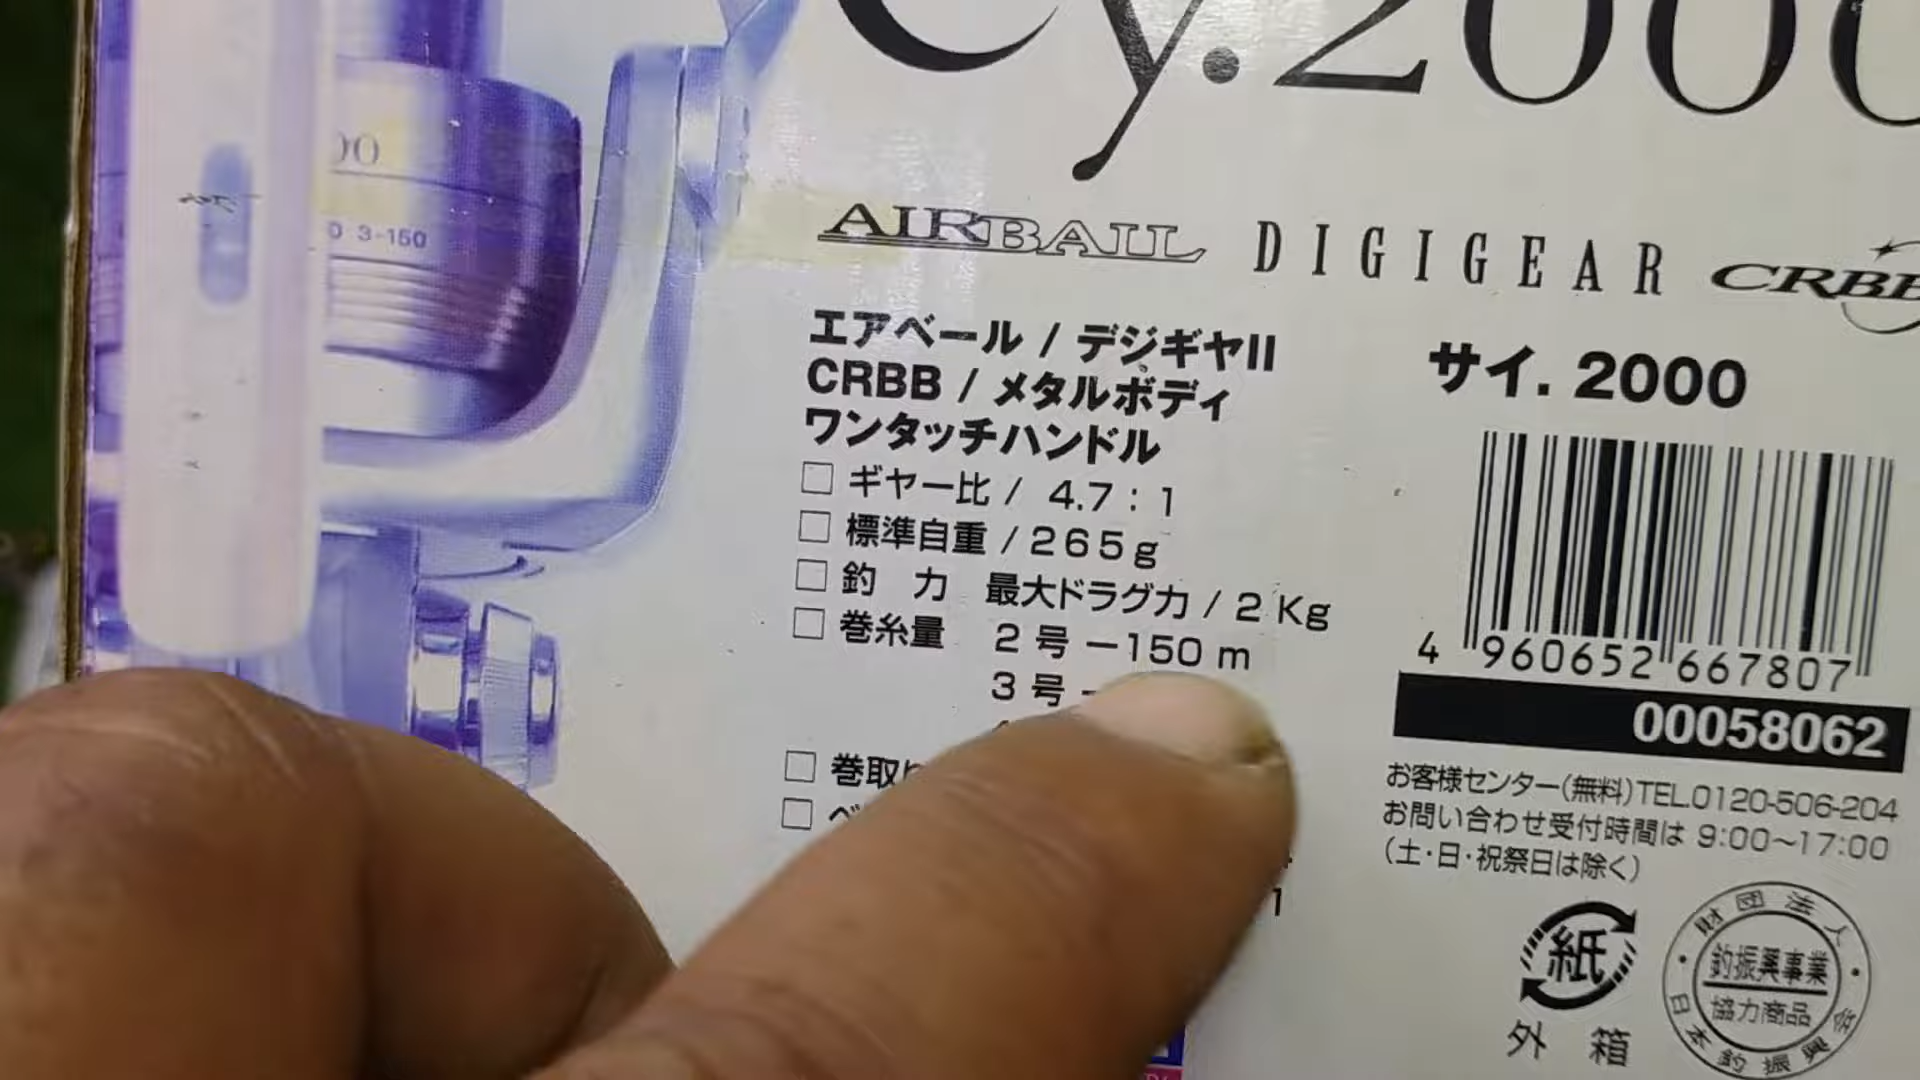 Cy.2000
AIRBAIL DIGIGEAR CRBB
3-150
エアベール / デジギヤII
CRBB / メタルボディ
ワンタッチハンドル
サイ. 2000
□ ギヤー比 / 4.7:1
□ 標準自重 / 265g
□ 釣 力 最大ドラグ力 / 2Kg
□ 巻糸量 2号ー150m
3号
□ 巻取
□
4 960652 667807
00058062
お客様センター(無料)TEL.0120-506-204
お問い合わせ受付時間は 9:00〜17:00
(土・日・祝祭日は除く)
紙
外 箱
財団法人
釣振興事業
協力商品
日本釣振興会